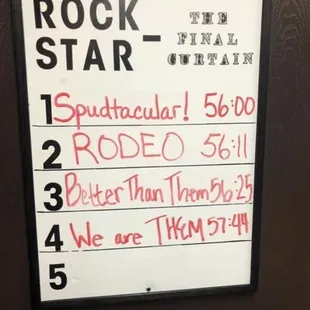 ROCK
STAR-
THE
FINAL
CURTAIN
1 Spudtacular! 56:00
2 RODEO 56:11
3 Better Than Them 56:25
4 We are THEM 57:44
5